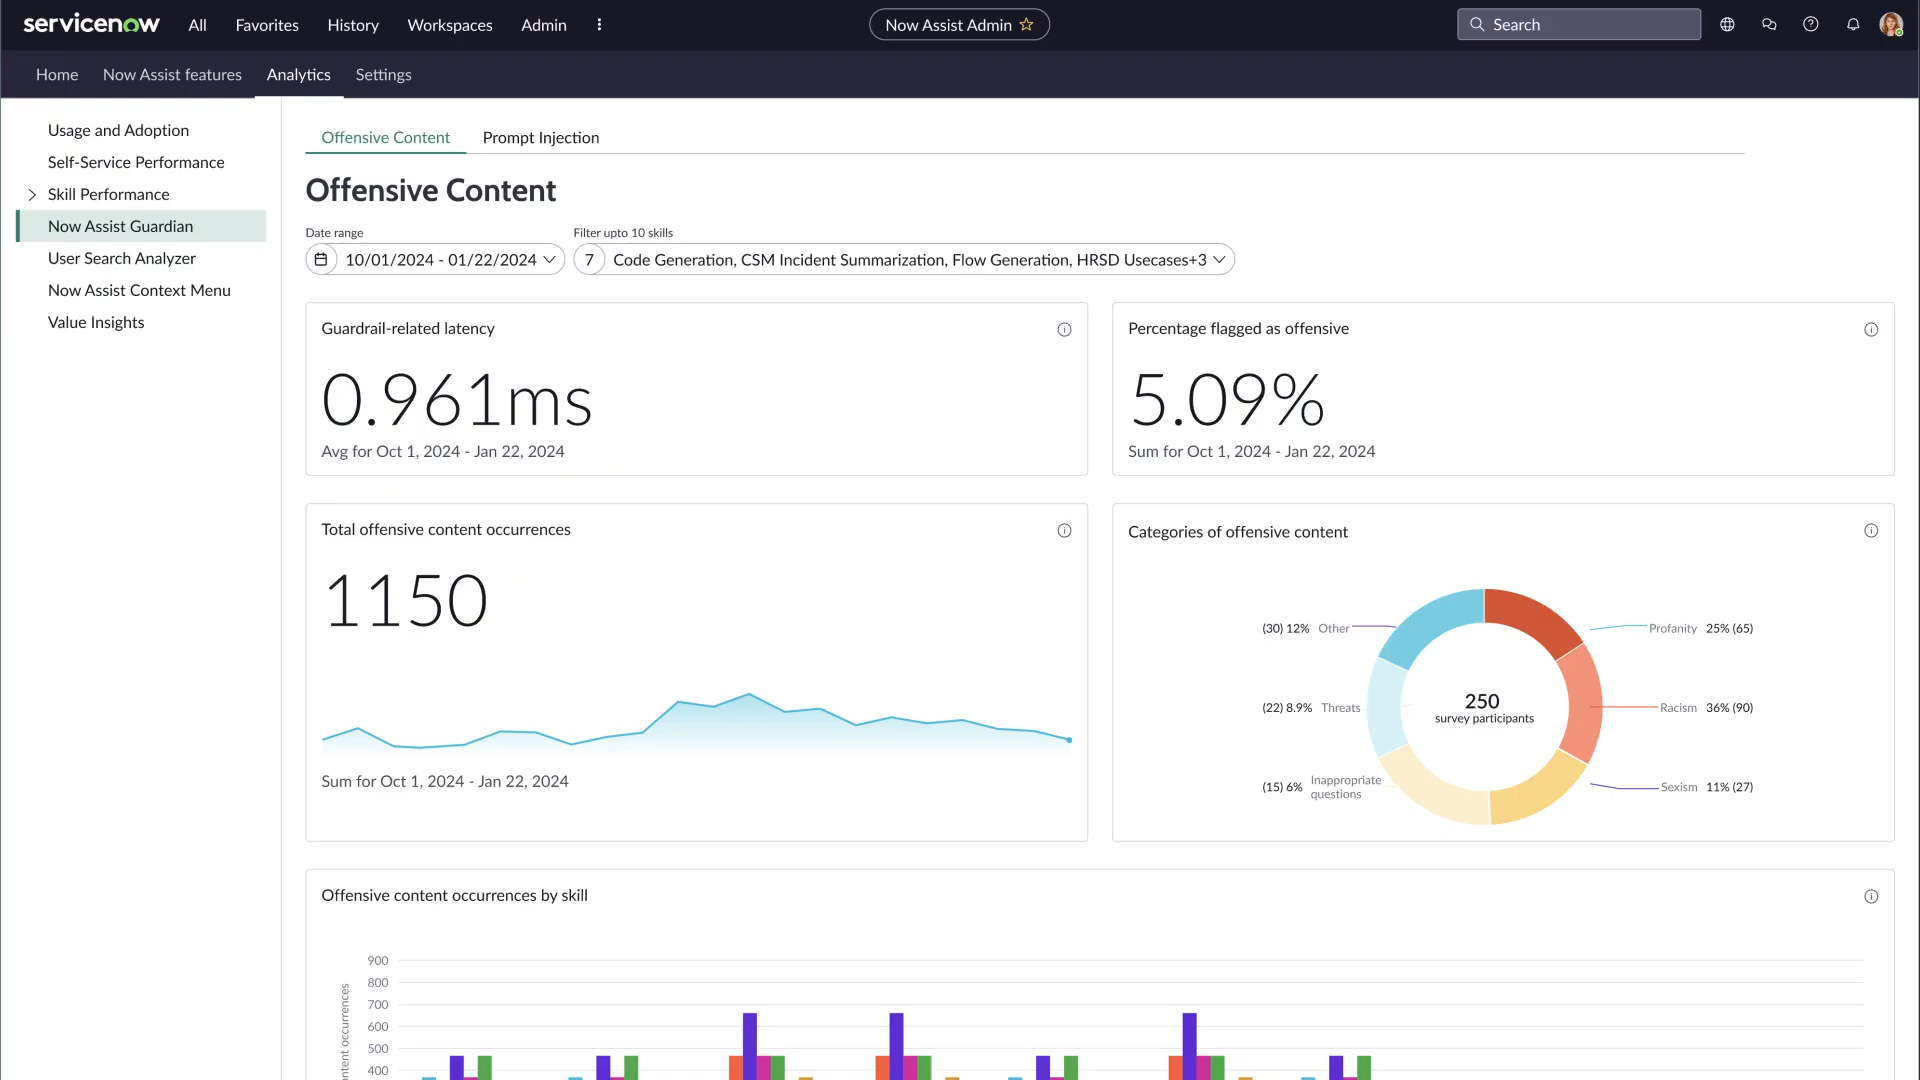 servicenow All Favorites History Workspaces Admin Now Assist Admin Search
Home Now Assist features Analytics Settings
Usage and Adoption
Self-Service Performance
Skill Performance
Now Assist Guardian
User Search Analyzer
Now Assist Context Menu
Value Insights
Offensive Content Prompt Injection
Offensive Content
Date range Filter upto 10 skills
10/01/2024 - 01/22/2024 7 Code Generation, CSM Incident Summarization, Flow Generation, HRSD Usecases+3
Guardrail-related latency
0.961ms
Avg for Oct 1, 2024 - Jan 22, 2024
Percentage flagged as offensive
5.09%
Sum for Oct 1, 2024 - Jan 22, 2024
Total offensive content occurrences
1150
Sum for Oct 1, 2024 - Jan 22, 2024
Categories of offensive content
(30) 12% Other
Profanity 25% (65)
(22) 8.9% Threats
250
survey participants
Racism 36% (90)
(15) 6% Inappropriate
questions
Sexism 11% (27)
Offensive content occurrences by skill
900
800
700
600
500
400
ntent occurrences